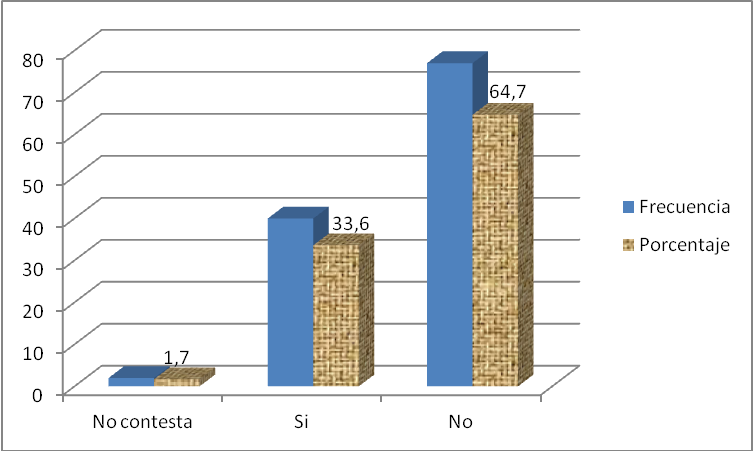 80
70
60
50
40
30
20
10
0
64,7
33,6
1,7
No contesta
Si
No
Frecuencia
Porcentaje